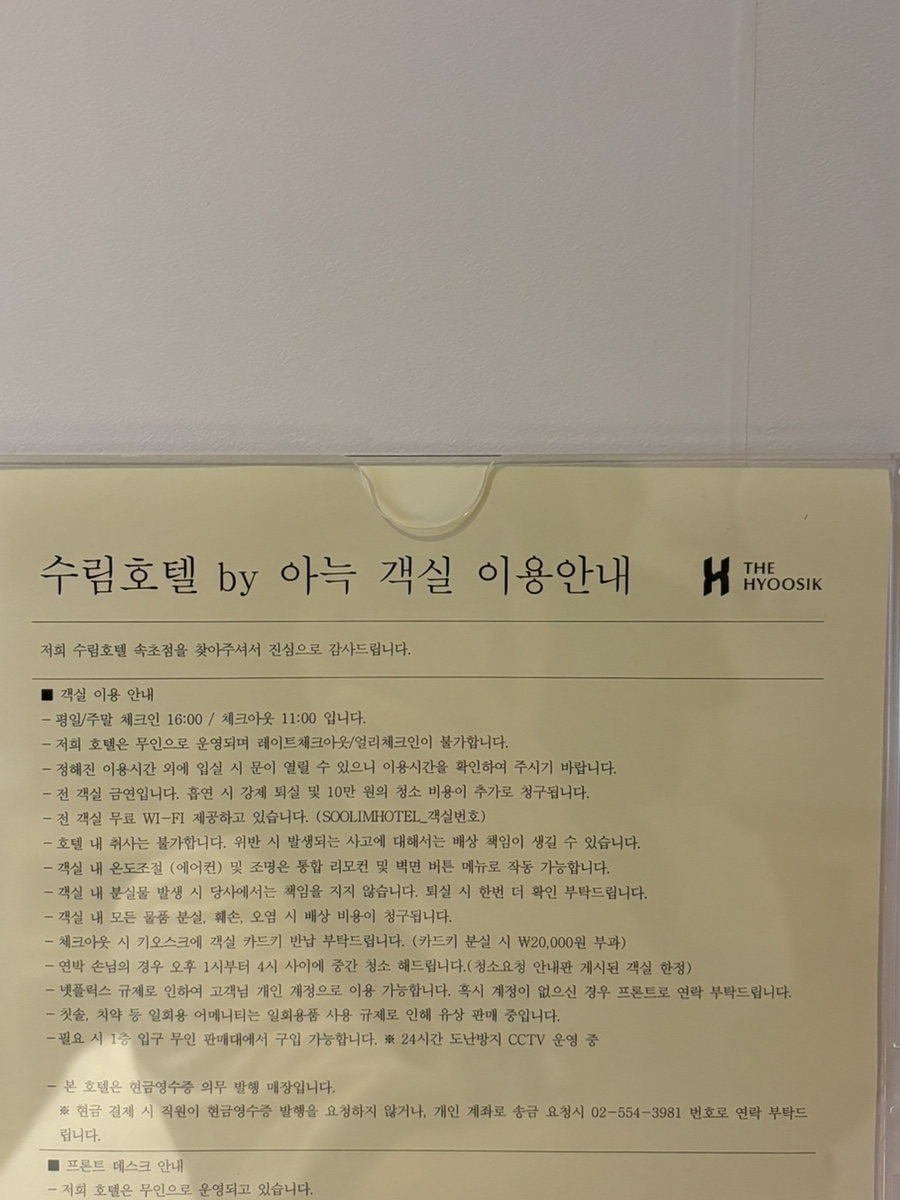 수림호텔 by 아늑 객실 이용안내
THE
HYOOSIK
저희 수림호텔 속초점을 찾아주셔서 진심으로 감사드립니다.
■ 객실 이용 안내
- 평일/주말 체크인 16:00 / 체크아웃 11:00 입니다.
- 저희 호텔은 무인으로 운영되며 레이트체크아웃/얼리체크인이 불가합니다.
- 정해진 이용시간 외에 입실 시 문이 열릴 수 있으니 이용시간을 확인하여 주시기 바랍니다.
- 전 객실 금연입니다. 흡연 시 강제 퇴실 및 10만 원의 청소 비용이 추가로 청구됩니다.
- 전 객실 무료 WI-FI 제공하고 있습니다. (SOOLIMHOTEL_객실번호)
- 호텔 내 취사는 불가합니다. 위반 시 발생되는 사고에 대해서는 배상 책임이 생길 수 있습니다.
- 객실 내 온도조절 (에어컨) 및 조명은 통합 리모컨 및 벽면 버튼 메뉴로 작동 가능합니다.
- 객실 내 분실물 발생 시 당사에서는 책임을 지지 않습니다. 퇴실 시 한번 더 확인 부탁드립니다.
- 객실 내 모든 물품 분실, 훼손, 오염 시 배상 비용이 청구됩니다.
- 체크아웃 시 키오스크에 객실 카드키 반납 부탁드립니다. (카드키 분실 시 ₩20,000원 부과)
- 연박 손님의 경우 오후 1시부터 4시 사이에 중간 청소 해드립니다.(청소요청 안내판 게시된 객실 한정)
- 넷플릭스 규제로 인하여 고객님 개인 계정으로 이용 가능합니다. 혹시 계정이 없으신 경우 프론트로 연락 부탁드립니다.
- 칫솔, 치약 등 일회용 어메니티는 일회용품 사용 규제로 인해 유상 판매 중입니다.
- 필요 시 1층 입구 무인 판매대에서 구입 가능합니다. ※ 24시간 도난방지 CCTV 운영 중
- 본 호텔은 현금영수증 의무 발행 매장입니다.
※ 현금 결제 시 직원이 현금영수증 발행을 요청하지 않거나, 개인 계좌로 송금 요청시 02-554-3981 번호로 연락 부탁드
립니다.
■ 프론트 데스크 안내
- 저희 호텔은 무인으로 운영되고 있습니다.